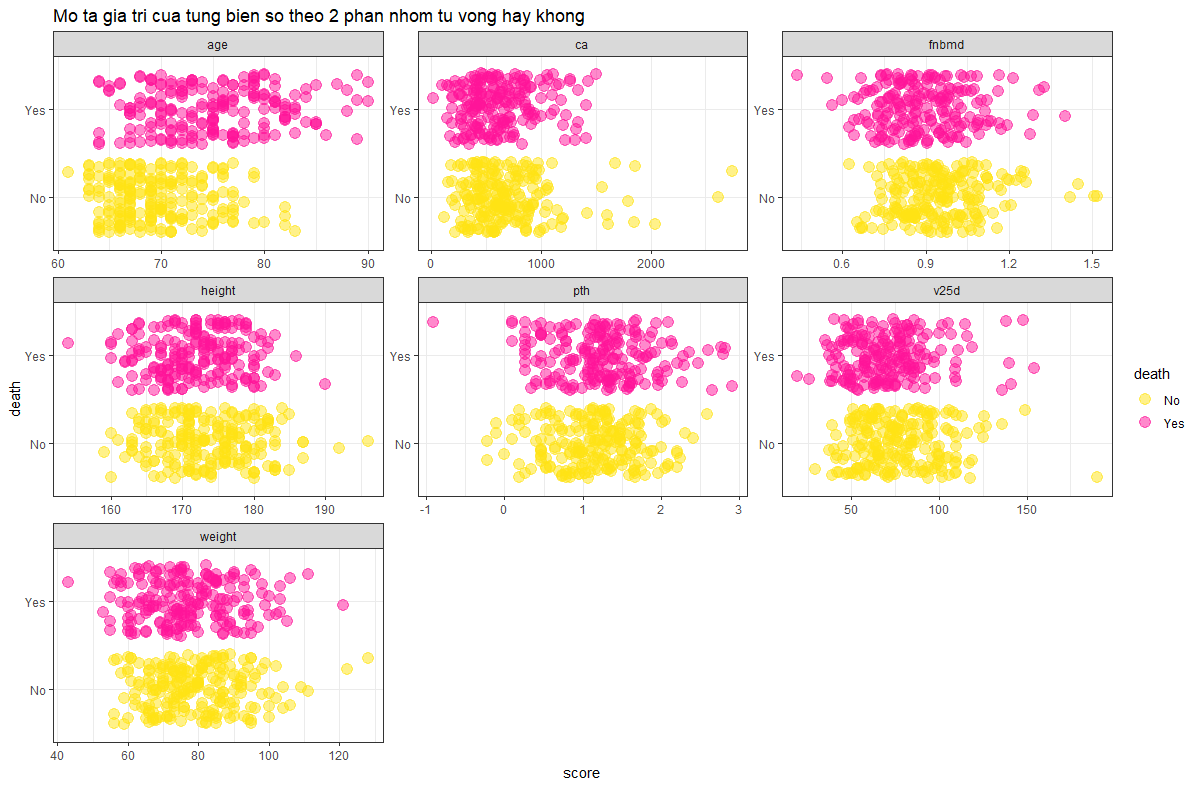 Mo ta gia tri cua tung bien so theo 2 phan nhom tu vong hay khong
age
ca
fnbmd
Yes
No
Yes
No
Yes
No
60 70 80 90
0 1000 2000
0.6 0.9 1.2 1.5
height
pth
v25d
Yes
No
Yes
No
Yes
No
160 170 180 190
-1 0 1 2 3
50 100 150
weight
Yes
No
40 60 80 100 120
death
score
death
No
Yes